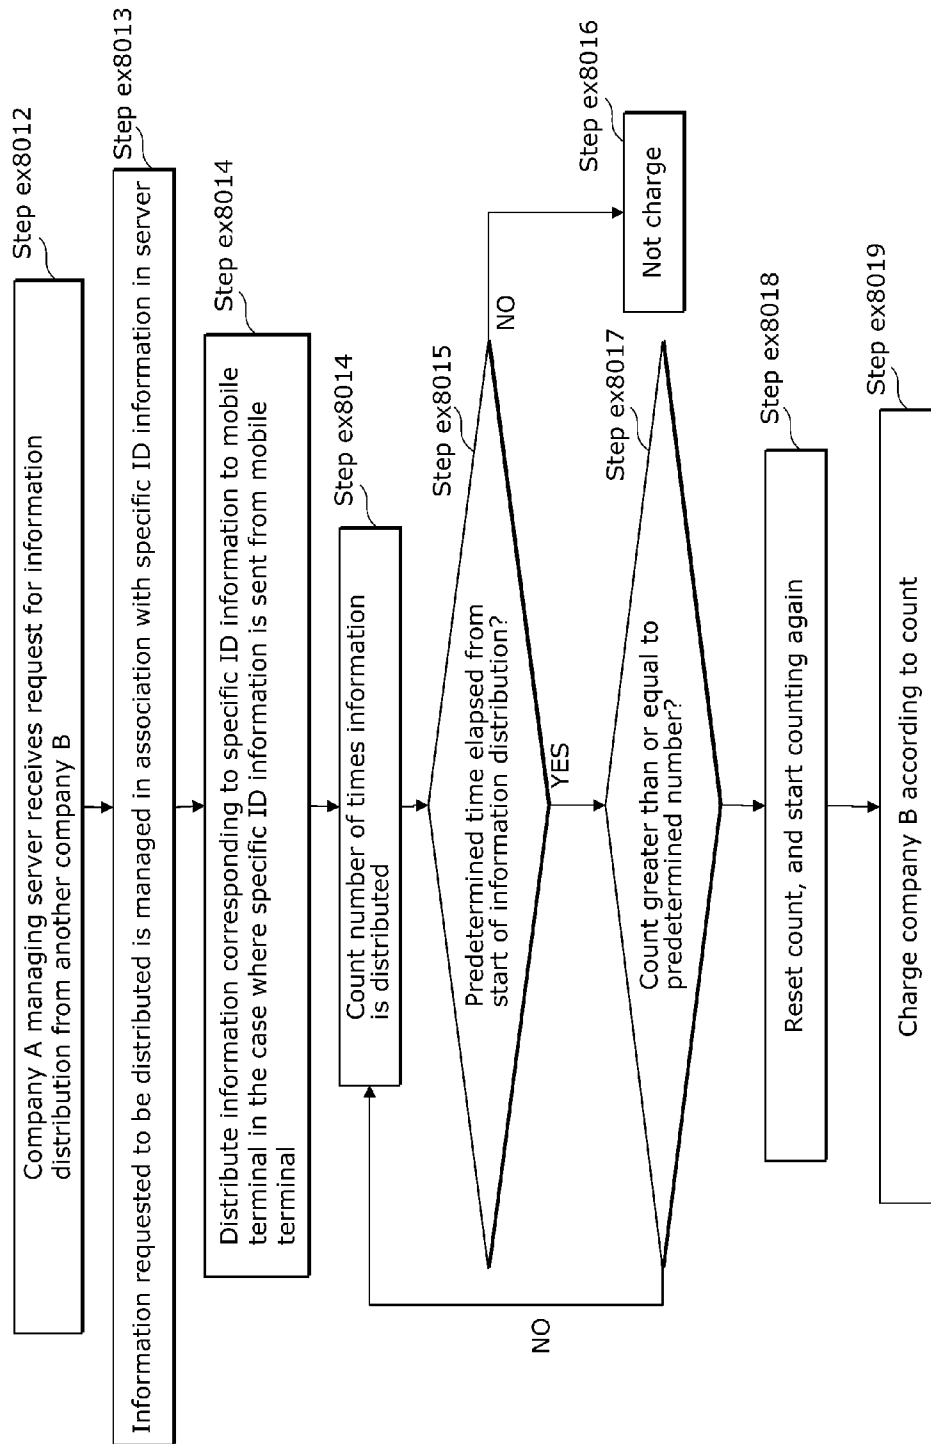 Step ex8012
Company A managing server receives request for information
distribution from another company B
Step ex8013
Information requested to be distributed is managed in association with specific ID information in server
Step ex8014
Distribute information corresponding to specific ID information to mobile
terminal in the case where specific ID information is sent from mobile
terminal
Step ex8014
Count number of times information
is distributed
Step ex8015
Predetermined time elapsed from
start of information distribution?
NO
Step ex8016
Not charge
YES
Step ex8017
Count greater than or equal to
predetermined number?
NO
Step ex8018
Reset count, and start counting again
Step ex8019
Charge company B according to count